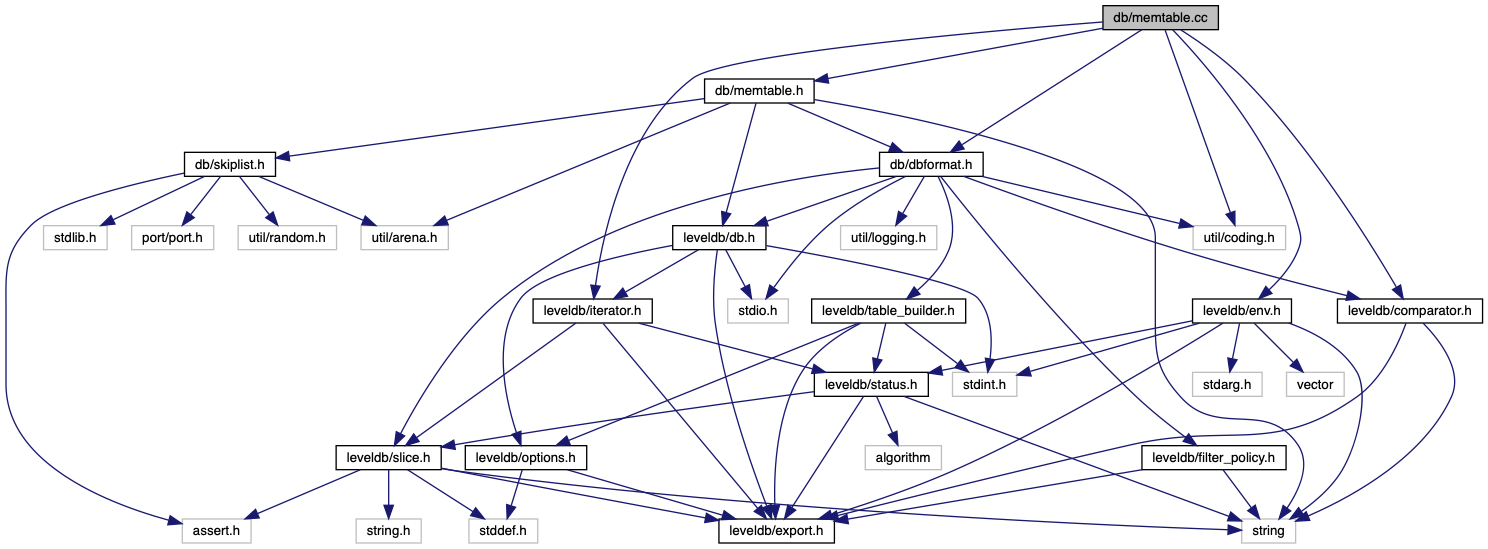 db/memtable.cc
db/memtable.h
db/skiplist.h
db/dbformat.h
stdlib.h
port/port.h
util/random.h
util/arena.h
leveldb/db.h
util/logging.h
util/coding.h
leveldb/iterator.h
stdio.h
leveldb/table_builder.h
leveldb/env.h
leveldb/comparator.h
leveldb/status.h
stdint.h
stdarg.h
vector
leveldb/slice.h
leveldb/options.h
algorithm
leveldb/filter_policy.h
assert.h
string.h
stddef.h
leveldb/export.h
string